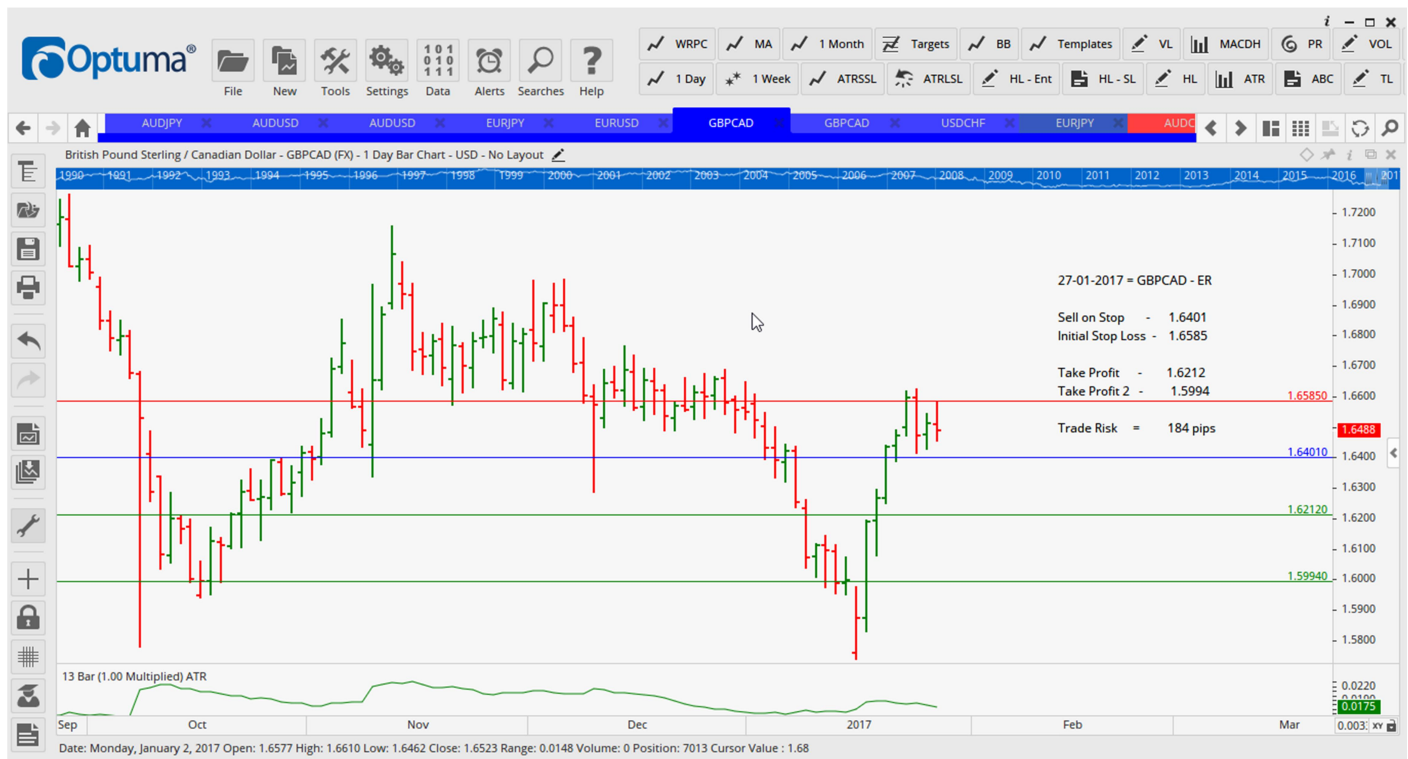 i
Optuma®
File New Tools Settings Data Alerts Searches Help
WRPC MA 1 Month Targets BB Templates VL MACDH PR VOL
1 Day 1 Week ATRSSL ATRLSL HL - Ent HL - SL HL ATR ABC TL
101
010
111
AUDJPY AUDUSD AUDUSD EURJPY EURUSD GBPCAD GBPCAD USDCHF EURJPY AUDC
British Pound Sterling / Canadian Dollar - GBPCAD (FX) - 1 Day Bar Chart - USD - No Layout
1990 1991 1992 1993 1994 1995 1996 1997 1998 1999 2000 2001 2002 2003 2004 2005 2006 2007 2008 2009 2010 2011 2012 2013 2014 2015 2016 201
1.7200
1.7100
1.7000
1.6900
1.6800
1.6700
1.6600
1.6488
1.6400
1.6300
1.6200
1.6100
1.6000
1.5900
1.5800
27-01-2017 = GBPCAD - ER
Sell on Stop - 1.6401
Initial Stop Loss - 1.6585
Take Profit - 1.6212
Take Profit 2 - 1.5994
Trade Risk = 184 pips
1.65850
1.64010
1.62120
1.59940
13 Bar (1.00 Multiplied) ATR
0.0220
0.0175
Sep Oct Nov Dec 2017 Feb Mar 0.003: XY
Date: Monday, January 2, 2017 Open: 1.6577 High: 1.6610 Low: 1.6462 Close: 1.6523 Range: 0.0148 Volume: 0 Position: 7013 Cursor Value : 1.68